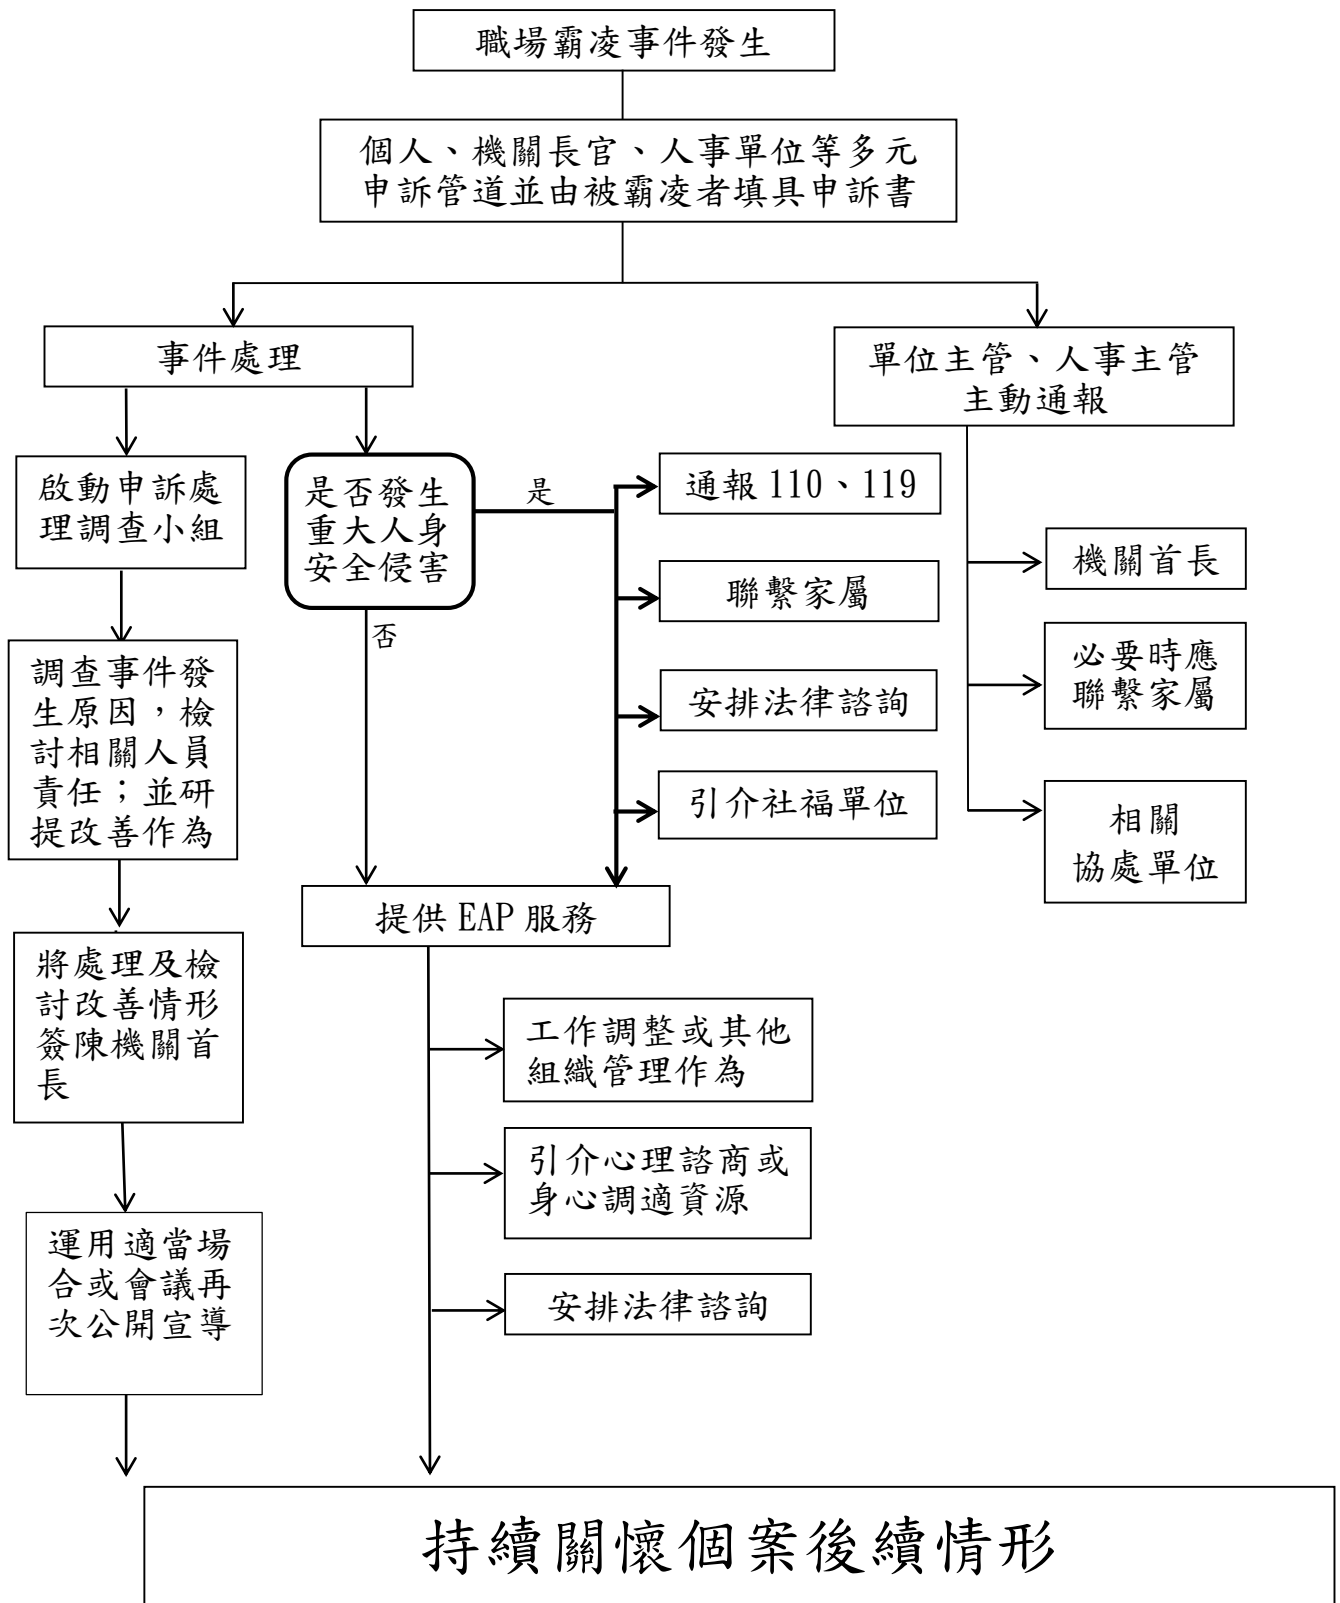 職場霸凌事件發生
個人、機關長官、人事單位等多元
申訴管道並由被霸凌者填具申訴書
事件處理
單位主管、人事主管
主動通報
啟動申訴處
理調查小組
是否發生
重大人身
安全侵害
是
否
通報 110、119
聯繫家屬
安排法律諮詢
引介社福單位
機關首長
必要時應
聯繫家屬
相關
協處單位
調查事件發
生原因，檢
討相關人員
責任；並研
提改善作為
提供 EAP 服務
將處理及檢
討改善情形
簽陳機關首
長
工作調整或其他
組織管理作為
引介心理諮商或
身心調適資源
安排法律諮詢
運用適當場
合或會議再
次公開宣導
持續關懷個案後續情形